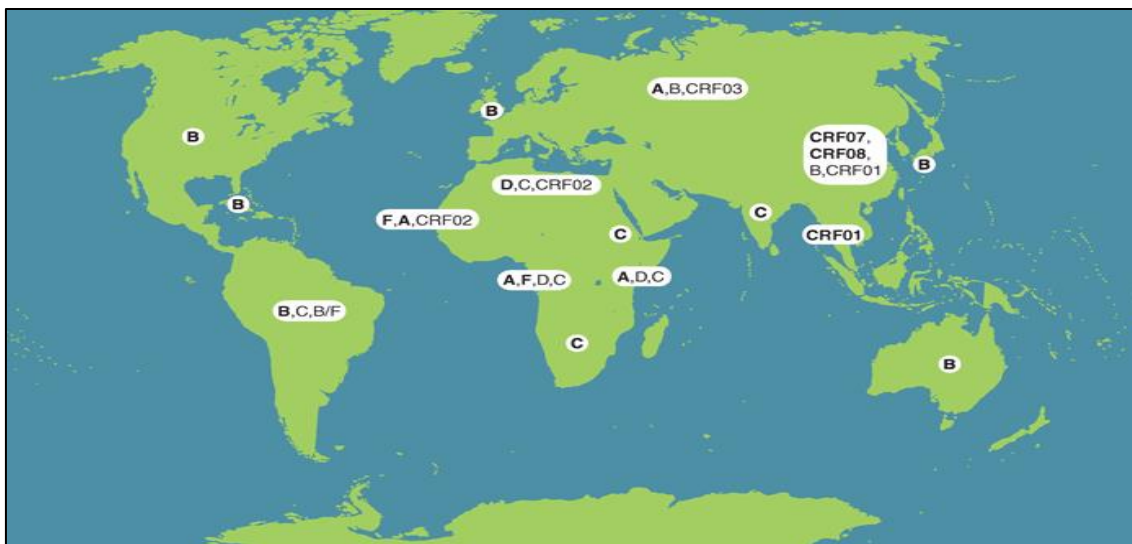 A,B,CRF03
B
B
CRF07,
CRF08,
B,CRF01
B
D,C,CRF02
B
C
F,A,CRF02
C
CRF01
A,F,D,C
A,D,C
B,C,B/F
C
B